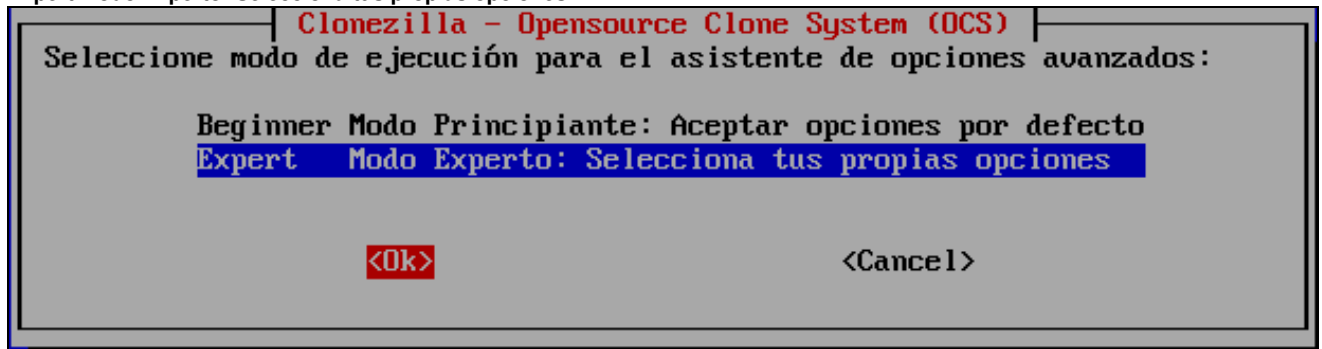 Clonezilla - Opensource Clone System (OCS)
Seleccione modo de ejecución para el asistente de opciones avanzados:
Beginner Modo Principiante: Aceptar opciones por defecto
Expert Modo Experto: Selecciona tus propias opciones
<Ok> <Cancel>